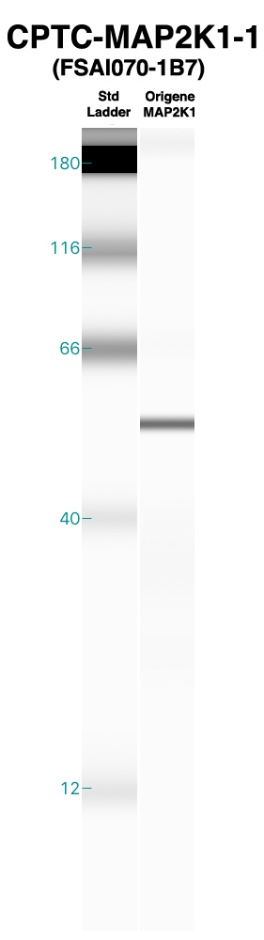 CPTC-MAP2K1-1
(FSAI070-1B7)
Std Ladder
Origene MAP2K1
180
116
66
40
12